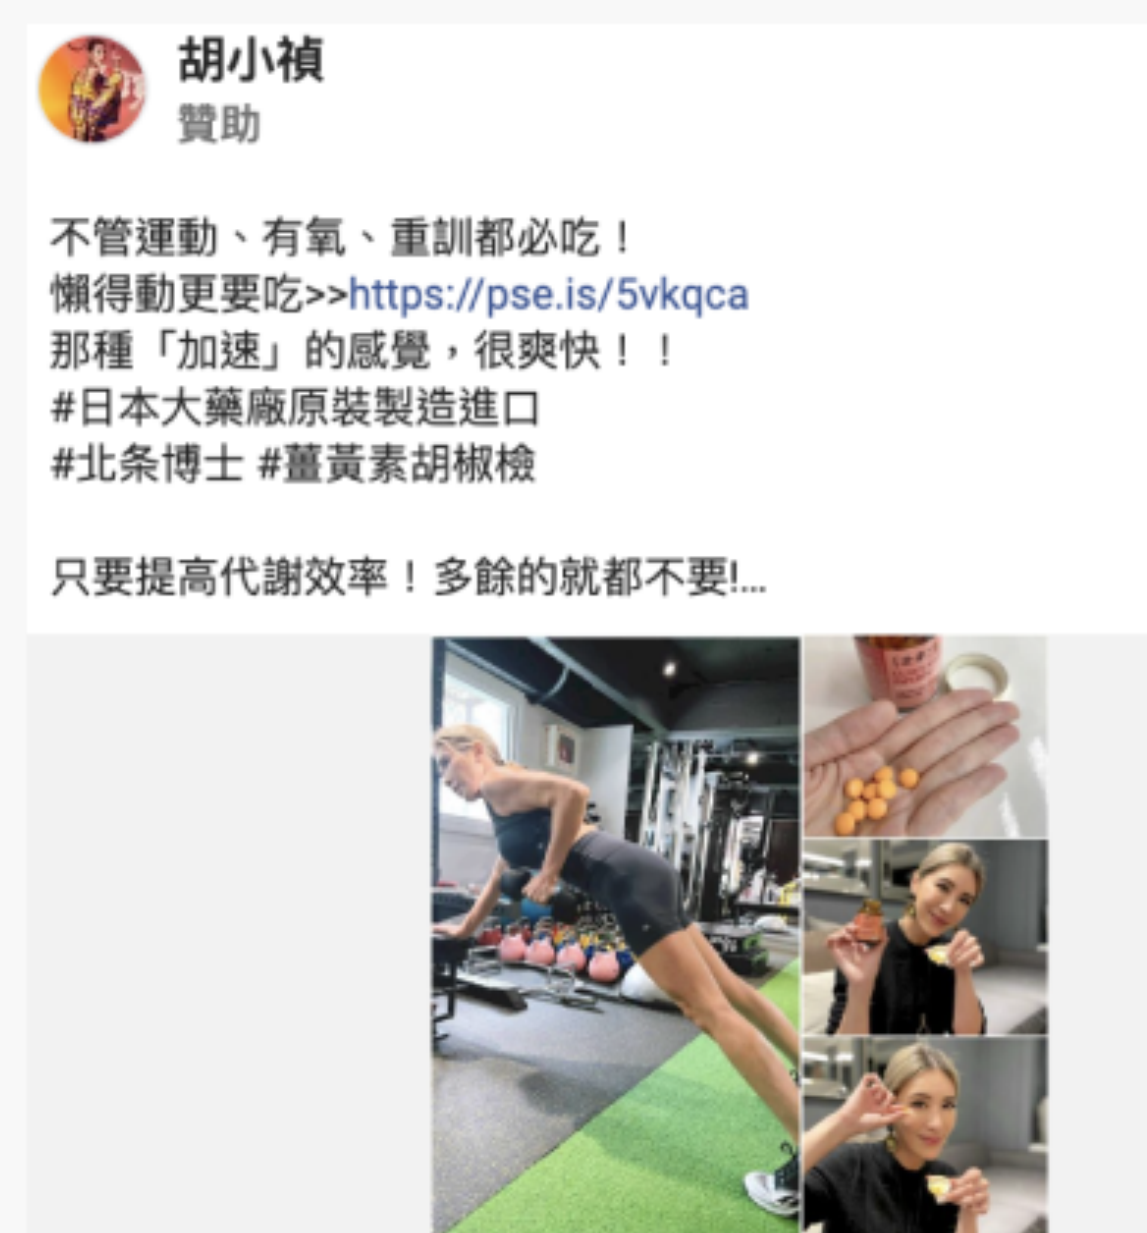 胡小禎
贊助
不管運動、有氧、重訓都必吃！
懶得動更要吃>>https://pse.is/5vkqca
那種「加速」的感覺，很爽快！！
#日本大藥廠原裝製造進口
#北条博士 #薑黃素胡椒檢
只要提高代謝效率！多餘的就都不要!...